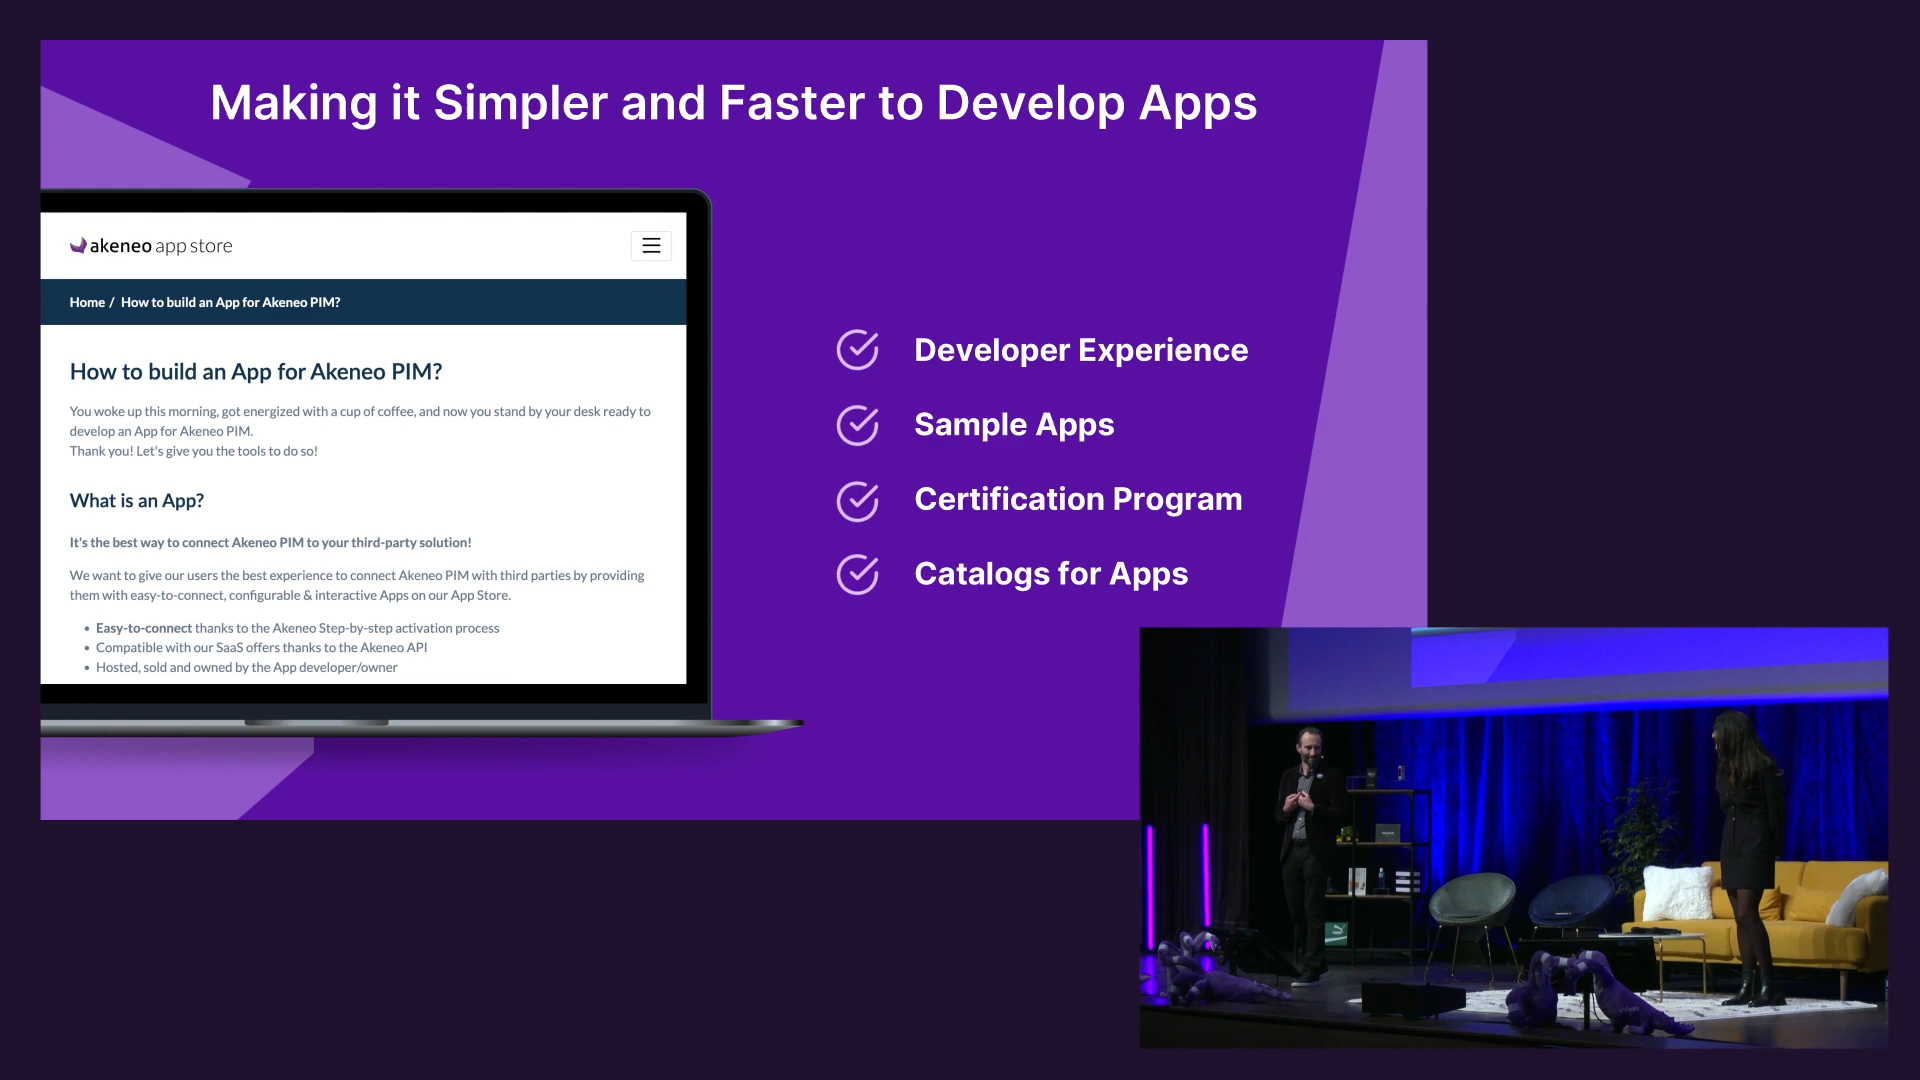 Making it Simpler and Faster to Develop Apps
akeneo app store
Home / How to build an App for Akeneo PIM?
How to build an App for Akeneo PIM?
You woke up this morning, got energized with a cup of coffee, and now you stand by your desk ready to
develop an App for Akeneo PIM.
Thank you! Let's give you the tools to do so!
What is an App?
It's the best way to connect Akeneo PIM to your third-party solution!
We want to give our users the best experience to connect Akeneo PIM with third parties by providing
them with easy-to-connect, configurable & interactive Apps on our App Store.
• Easy-to-connect thanks to the Akeneo Step-by-step activation process
• Compatible with our SaaS offers thanks to the Akeneo API
• Hosted, sold and owned by the App developer/owner
Developer Experience
Sample Apps
Certification Program
Catalogs for Apps